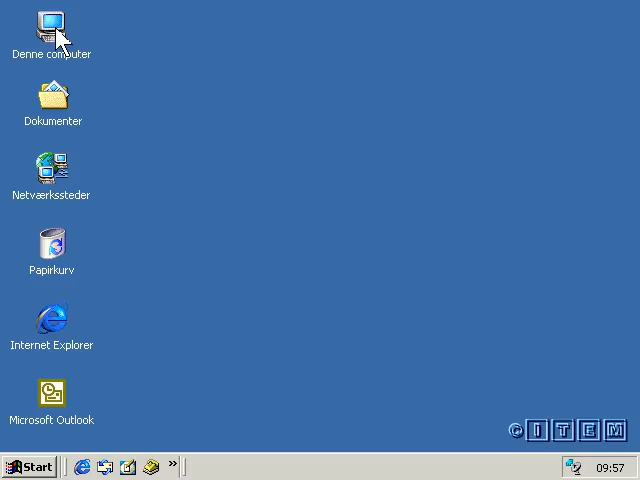 Denne computer
Dokumenter
Netværkssteder
Papirkurv
Internet Explorer
Microsoft Outlook
© ITEM
Start
»
09:57